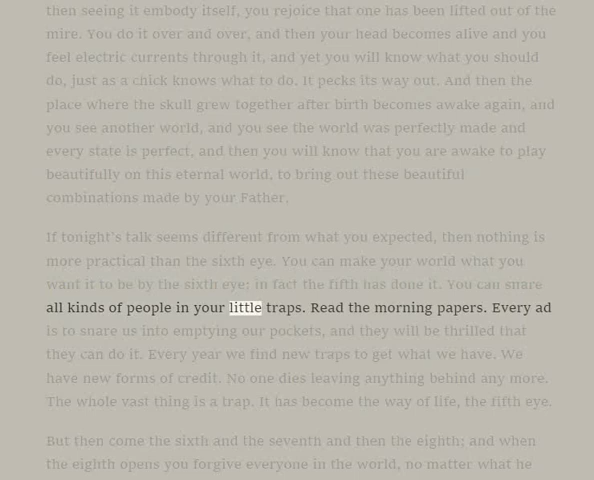 then seeing it embody itself, you rejoice that one has been lifted out of the
mire. You do it over and over, and then your head becomes alive and you
feel electric currents through it, and yet you will know what you should
do, just as a chick knows what to do. It pecks its way out. And then the
place where the skull grew together after birth becomes awake again, and
you see another world, and you see the world was perfectly made and
every state is perfect, and then you will know that you are awake to play
beautifully on this eternal world, to bring out these beautiful
combinations made by your Father.
If tonight's talk seems different from what you expected, then nothing is
more practical than the sixth eye. You can make your world what you
want it to be by the sixth eye; in fact the fifth has done it. You can snare
all kinds of people in your little traps. Read the morning papers. Every ad
is to snare us into emptying our pockets, and they will be thrilled that
they can do it. Every year we find new traps to get what we have. We
have new forms of credit. No one dies leaving anything behind any more.
The whole vast thing is a trap. It has become the way of life, the fifth eye.
But then come the sixth and the seventh and then the eighth; and when
the eighth opens you forgive everyone in the world, no matter what he